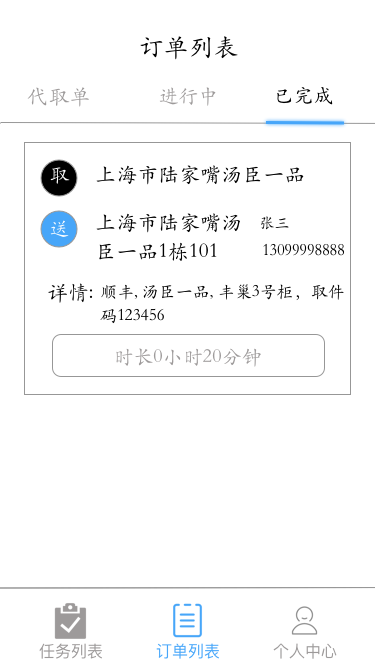 订单列表
代取单 进行中 已完成
取 上海市陆家嘴汤臣一品
送 上海市陆家嘴汤 张三
臣一品1栋101 13099998888
详情: 顺丰,汤臣一品,丰巢3号柜，取件
码123456
时长0小时20分钟
任务列表 订单列表 个人中心